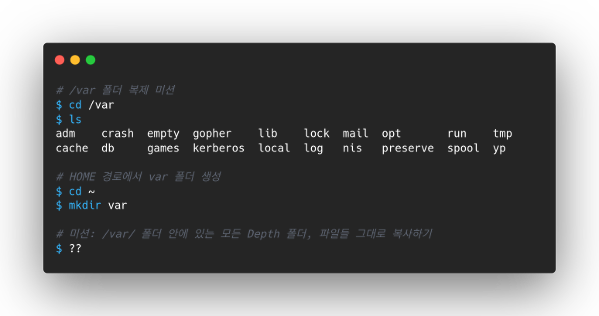 # /var 폴더 복제 미션
$ cd /var
$ ls
adm crash empty gopher lib lock mail opt run tmp
cache db games kerberos local log nis preserve spool yp
# HOME 경로에서 var 폴더 생성
$ cd ~
$ mkdir var
# 미션: /var/ 폴더 안에 있는 모든 Depth 폴더, 파일들 그대로 복사하기
$ ??